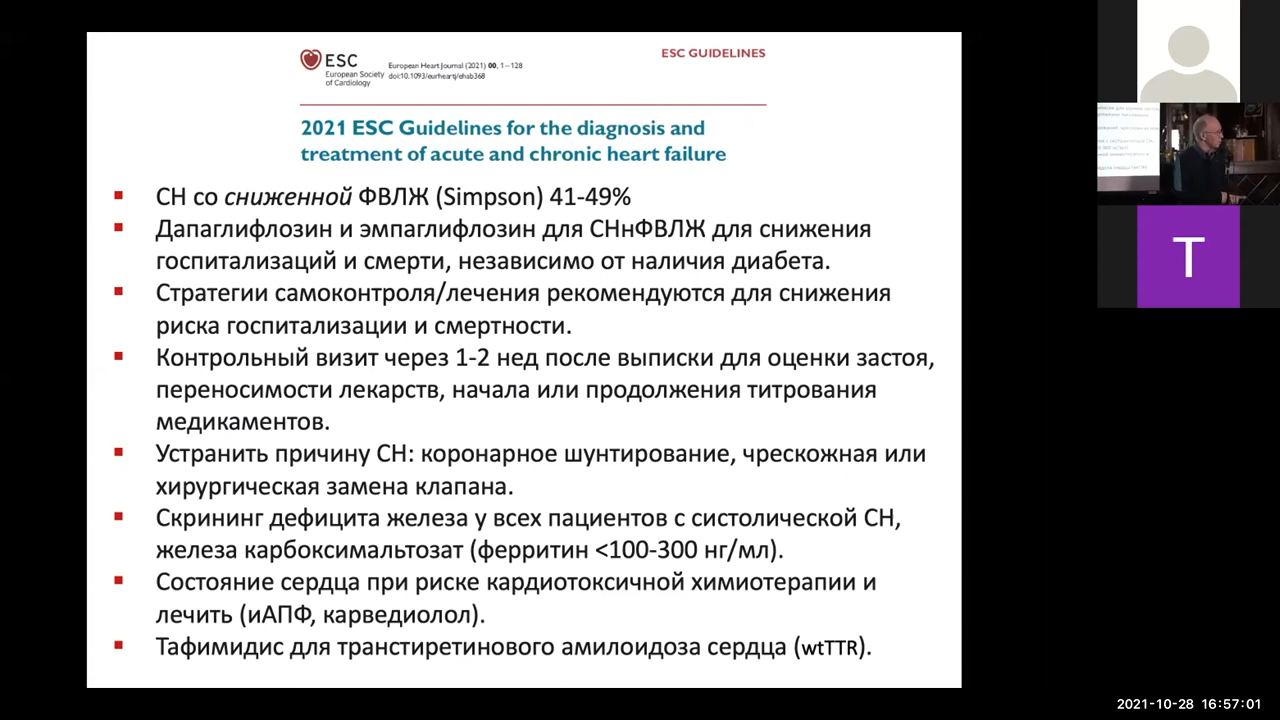 ESC
European Society
of Cardiology
European Heart Journal (2021) 00, 1–128
doi:10.1093/eurheartj/ehab368
ESC GUIDELINES
2021 ESC Guidelines for the diagnosis and
treatment of acute and chronic heart failure
▪ СН со сниженной ФВЛЖ (Simpson) 41-49%
▪ Дапаглифлозин и эмпаглифлозин для СНнФВЛЖ для снижения
госпитализаций и смерти, независимо от наличия диабета.
▪ Стратегии самоконтроля/лечения рекомендуются для снижения
риска госпитализации и смертности.
▪ Контрольный визит через 1-2 нед после выписки для оценки застоя,
переносимости лекарств, начала или продолжения титрования
медикаментов.
▪ Устранить причину СН: коронарное шунтирование, чрескожная или
хирургическая замена клапана.
▪ Скрининг дефицита железа у всех пациентов с систолической СН,
железа карбоксимальтозат (ферритин <100-300 нг/мл).
▪ Состояние сердца при риске кардиотоксичной химиотерапии и
лечить (иАПФ, карведиолол).
▪ Тафимидис для транстиретинового амилоидоза сердца (wtTTR).
T
2021-10-28 16:57:01